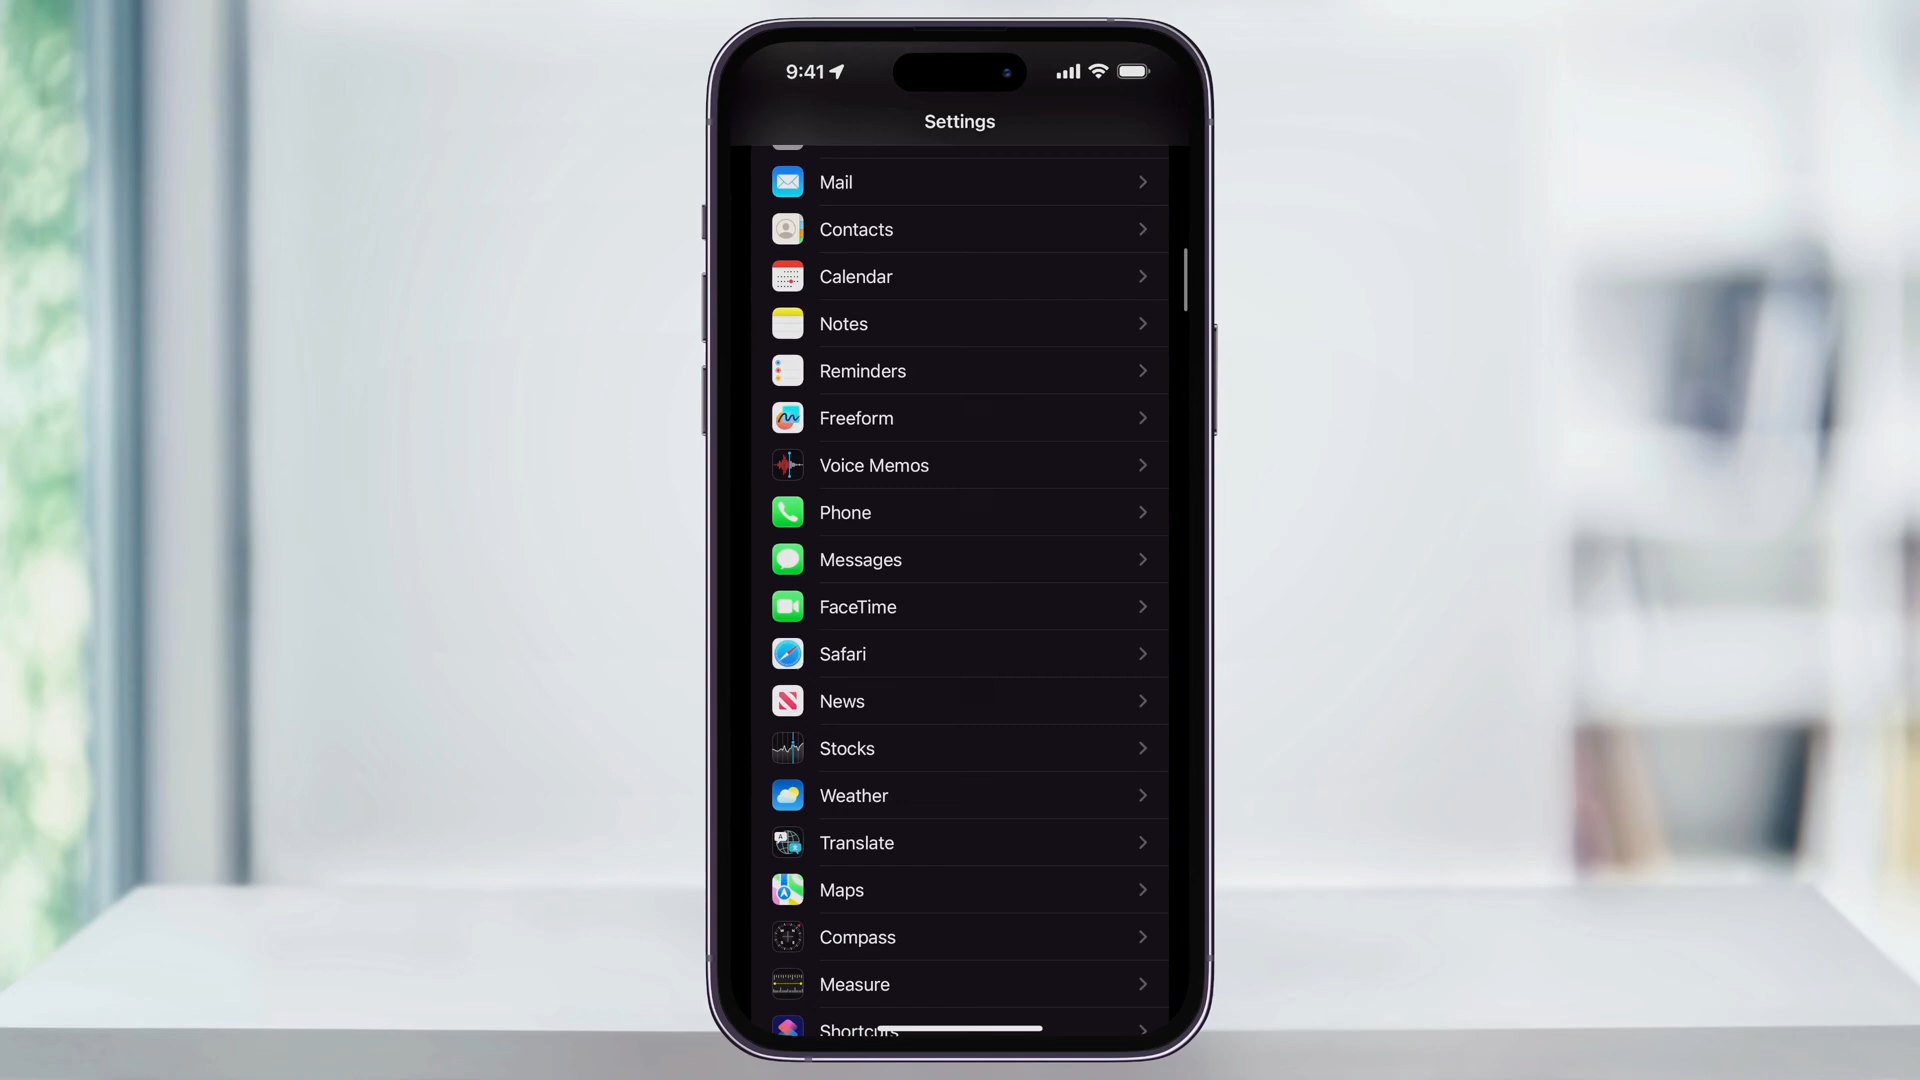 9:41
Settings
Mail
Contacts
Calendar
Notes
Reminders
Freeform
Voice Memos
Phone
Messages
FaceTime
Safari
News
Stocks
Weather
Translate
Maps
Compass
Measure
Shortcuts